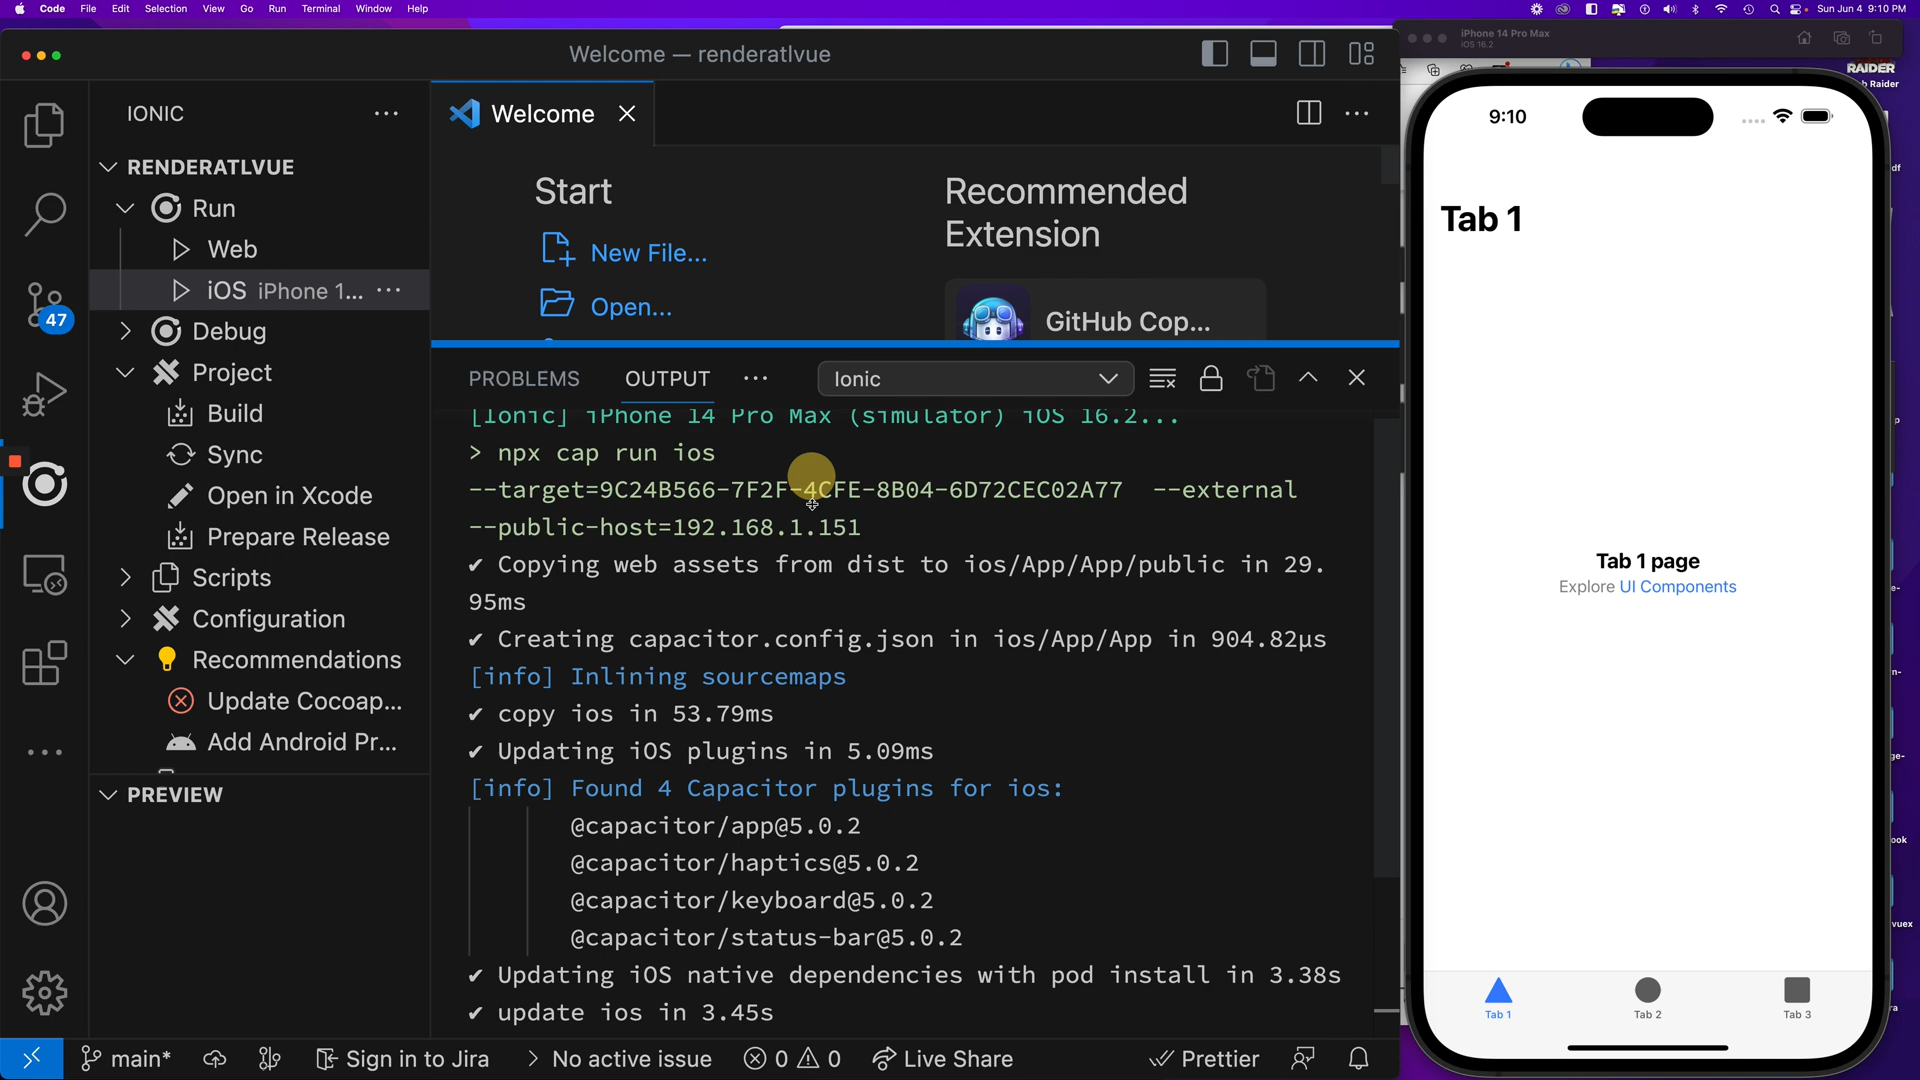 Code File Edit Selection View Go Run Terminal Window Help
Sun Jun 4 9:10 PM
Welcome — renderatlvue
iPhone 14 Pro Max
iOS 16.2
RAIDER
b Raider
IONIC
Welcome
RENDERATLVUE
Run
Web
iOS iPhone 1...
Debug
Project
Build
Sync
Open in Xcode
Prepare Release
Scripts
Configuration
Recommendations
Update Cocoap...
Add Android Pr...
PREVIEW
47
Start
New File...
Open...
Recommended
Extension
GitHub Cop...
PROBLEMS OUTPUT Ionic
[Ionic] iPhone 14 Pro Max (simulator) iOS 16.2...
> npx cap run ios
--target=9C24B566-7F2F-4CFE-8B04-6D72CEC02A77 --external
--public-host=192.168.1.151
✔ Copying web assets from dist to ios/App/App/public in 29.
95ms
✔ Creating capacitor.config.json in ios/App/App in 904.82μs
[info] Inlining sourcemaps
✔ copy ios in 53.79ms
✔ Updating iOS plugins in 5.09ms
[info] Found 4 Capacitor plugins for ios:
@capacitor/app@5.0.2
@capacitor/haptics@5.0.2
@capacitor/keyboard@5.0.2
@capacitor/status-bar@5.0.2
✔ Updating iOS native dependencies with pod install in 3.38s
✔ update ios in 3.45s
main* Sign in to Jira > No active issue 0 0 Live Share Prettier
9:10
Tab 1
Tab 1 page
Explore UI Components
Tab 1 Tab 2 Tab 3
df
ook
vuex